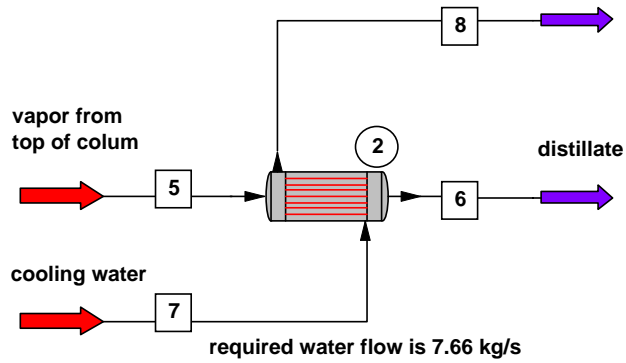 8
vapor from
top of colum
2
distillate
5
6
cooling water
7
required water flow is 7.66 kg/s